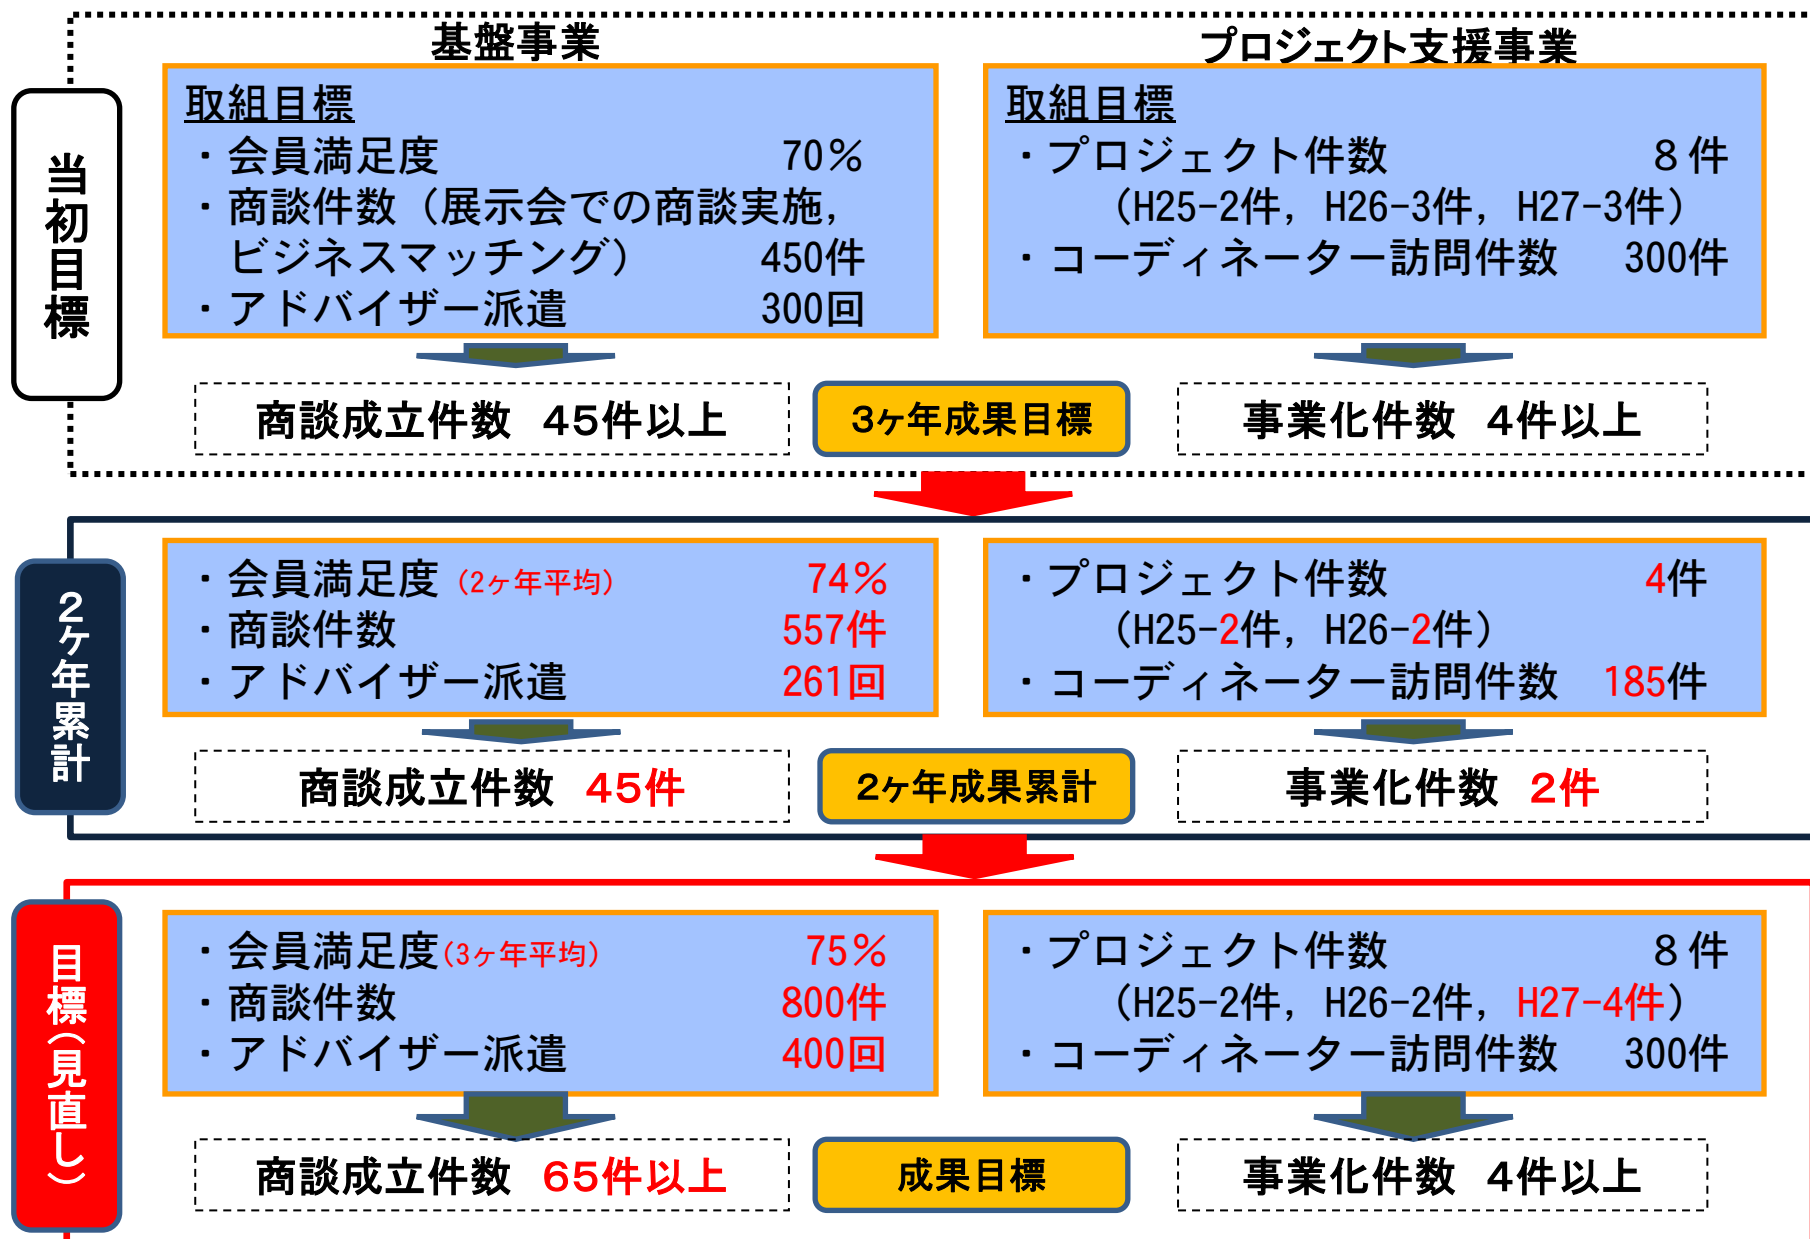 基盤事業
プロジェクト支援事業
当初目標
取組目標
・会員満足度 70%
・商談件数（展示会での商談実施,
ビジネスマッチング） 450件
・アドバイザー派遣 300回
取組目標
・プロジェクト件数 8件
（H25-2件, H26-3件, H27-3件）
・コーディネーター訪問件数 300件
商談成立件数 45件以上
3ヶ年成果目標
事業化件数 4件以上
2ヶ年累計
・会員満足度（2ヶ年平均） 74%
・商談件数 557件
・アドバイザー派遣 261回
・プロジェクト件数 4件
（H25-2件, H26-2件）
・コーディネーター訪問件数 185件
商談成立件数 45件
2ヶ年成果累計
事業化件数 2件
目標（見直し）
・会員満足度（3ヶ年平均） 75%
・商談件数 800件
・アドバイザー派遣 400回
・プロジェクト件数 8件
（H25-2件, H26-2件, H27-4件）
・コーディネーター訪問件数 300件
商談成立件数 65件以上
成果目標
事業化件数 4件以上